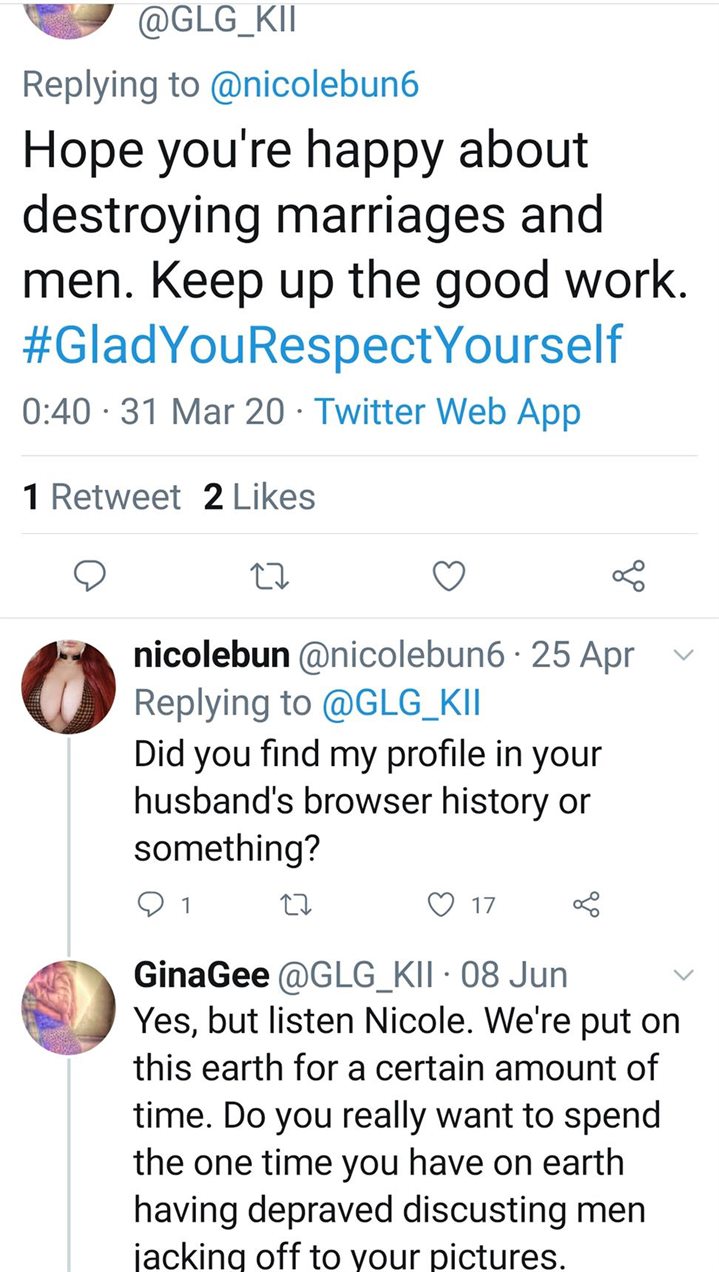 @GLG_KII
Replying to @nicolebun6
Hope you're happy about
destroying marriages and
men. Keep up the good work.
#GladYouRespectYourself
0:40 · 31 Mar 20 · Twitter Web App
1 Retweet 2 Likes
nicolebun @nicolebun6 · 25 Apr
Replying to @GLG_KII
Did you find my profile in your
husband's browser history or
something?
1 17
GinaGee @GLG_KII · 08 Jun
Yes, but listen Nicole. We're put on
this earth for a certain amount of
time. Do you really want to spend
the one time you have on earth
having depraved discusting men
jacking off to your pictures.